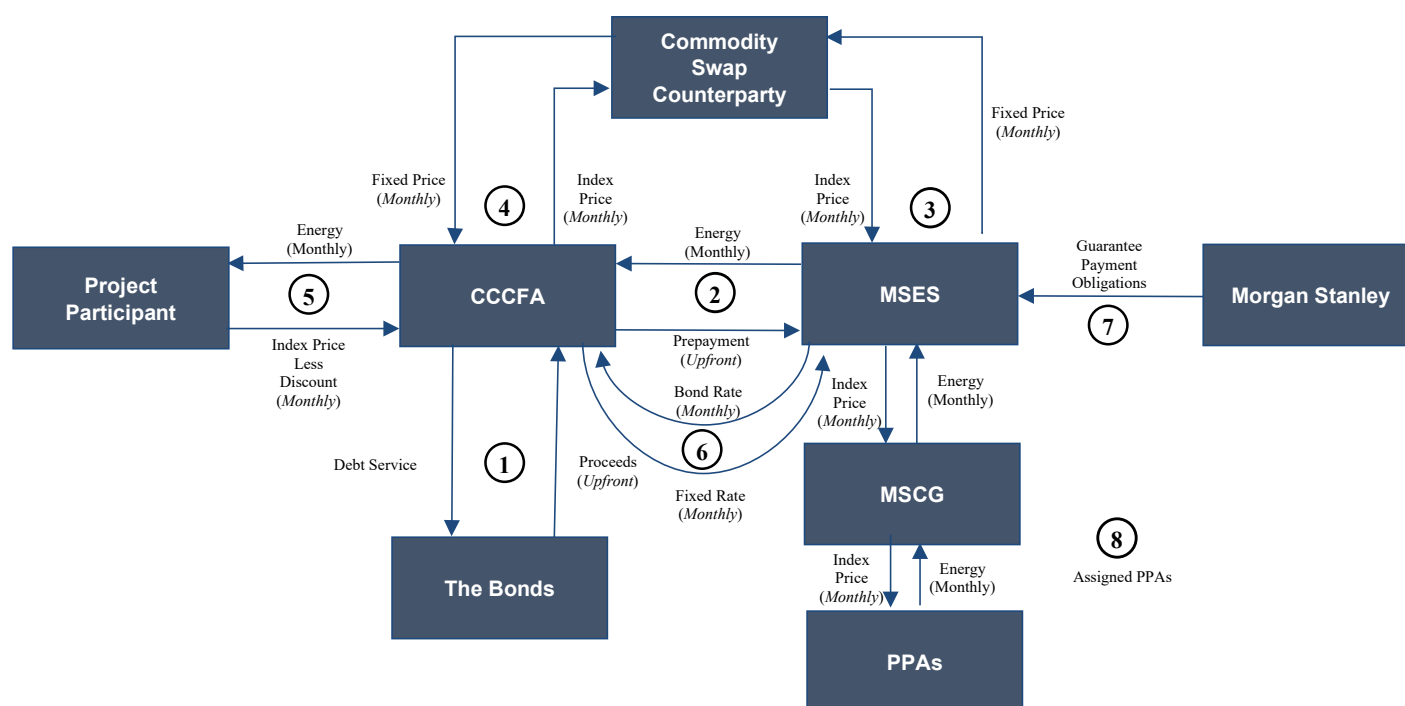 Commodity
Swap
Counterparty
Fixed Price
(Monthly)
Fixed Price
(Monthly)
4
Index
Price
(Monthly)
Index
Price
(Monthly)
3
Energy
(Monthly)
Energy
(Monthly)
Guarantee
Payment
Obligations
Project
Participant
5
CCCFA
2
MSES
Morgan Stanley
7
Index Price
Less
Discount
(Monthly)
Prepayment
(Upfront)
Bond Rate
(Monthly)
Index
Price
(Monthly)
Energy
(Monthly)
Debt Service
1
Proceeds
(Upfront)
6
Fixed Rate
(Monthly)
MSCG
8
Assigned PPAs
Index
Price
(Monthly)
Energy
(Monthly)
The Bonds
PPAs